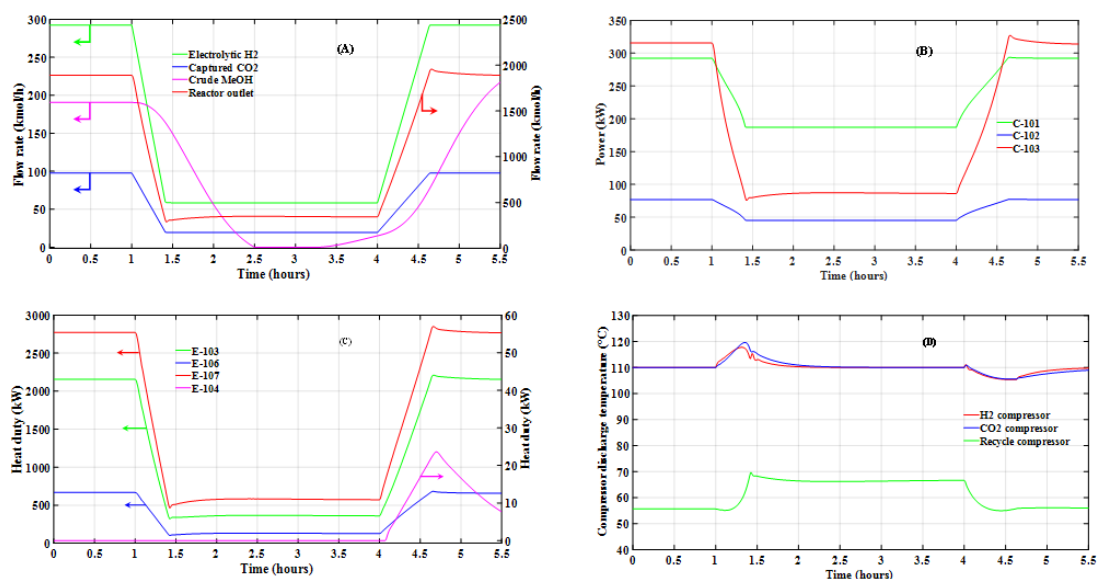 300
250
200
150
100
50
0
Flow rate (kmol/h)
(A)
Electrolytic H2
Captured CO2
Crude MeOH
Reactor outlet
2500
2000
1500
1000
500
0
Flow rate (kmol/h)
0 0.5 1 1.5 2 2.5 3 3.5 4 4.5 5 5.5
Time (hours)
350
300
250
200
150
100
50
0
Power (kW)
(B)
C-101
C-102
C-103
0 0.5 1 1.5 2 2.5 3 3.5 4 4.5 5 5.5
Time (hours)
3000
2500
2000
1500
1000
500
0
Heat duty (kW)
(C)
E-103
E-106
E-107
E-104
60
50
40
30
20
10
0
Heat duty (kW)
0 0.5 1 1.5 2 2.5 3 3.5 4 4.5 5 5.5
Time (hours)
130
120
110
100
90
80
70
60
50
40
Compressor discharge temperature (°C)
(D)
H2 compressor
CO2 compressor
Recycle compressor
0 0.5 1 1.5 2 2.5 3 3.5 4 4.5 5 5.5
Time (hours)